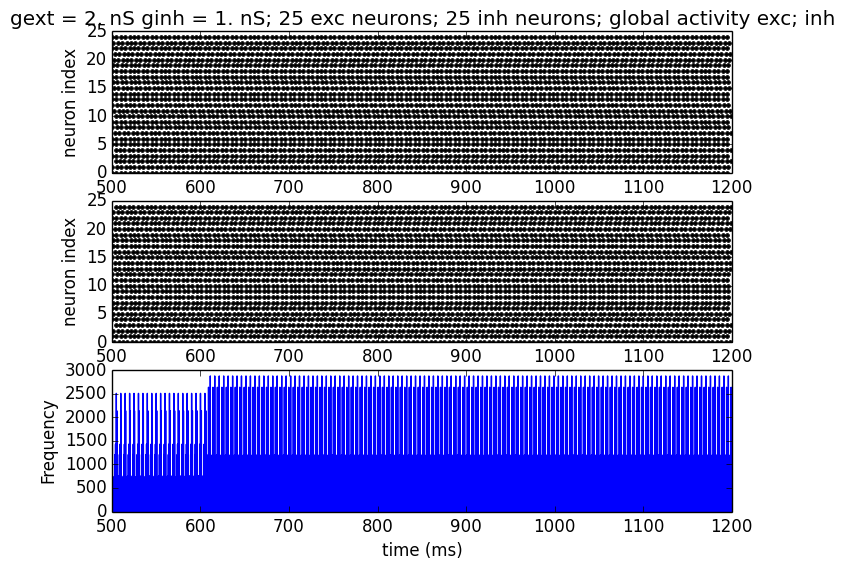 gext = 2. nS ginh = 1. nS; 25 exc neurons; 25 inh neurons; global activity exc; inh
25
20
15
10
5
0
neuron index
500 600 700 800 900 1000 1100 1200
25
20
15
10
5
0
neuron index
500 600 700 800 900 1000 1100 1200
3000
2500
2000
1500
1000
500
0
Frequency
500 600 700 800 900 1000 1100 1200
time (ms)